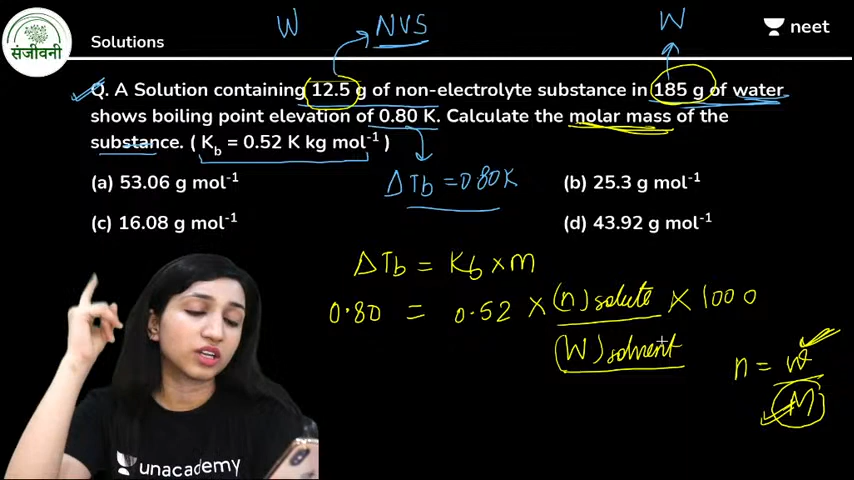 संजीवनी
Solutions
W
NVS
W
neet
Q. A Solution containing 12.5 g of non-electrolyte substance in 185 g of water
shows boiling point elevation of 0.80 K. Calculate the molar mass of the
substance. ( Kb = 0.52 K kg mol⁻¹ )
ΔTb = 0.80K
(a) 53.06 g mol⁻¹
(b) 25.3 g mol⁻¹
(c) 16.08 g mol⁻¹
(d) 43.92 g mol⁻¹
ΔTb = Kb × m
0.80 = 0.52 × (n)solute × 1000
(W)solvent
n = w
M
unacademy